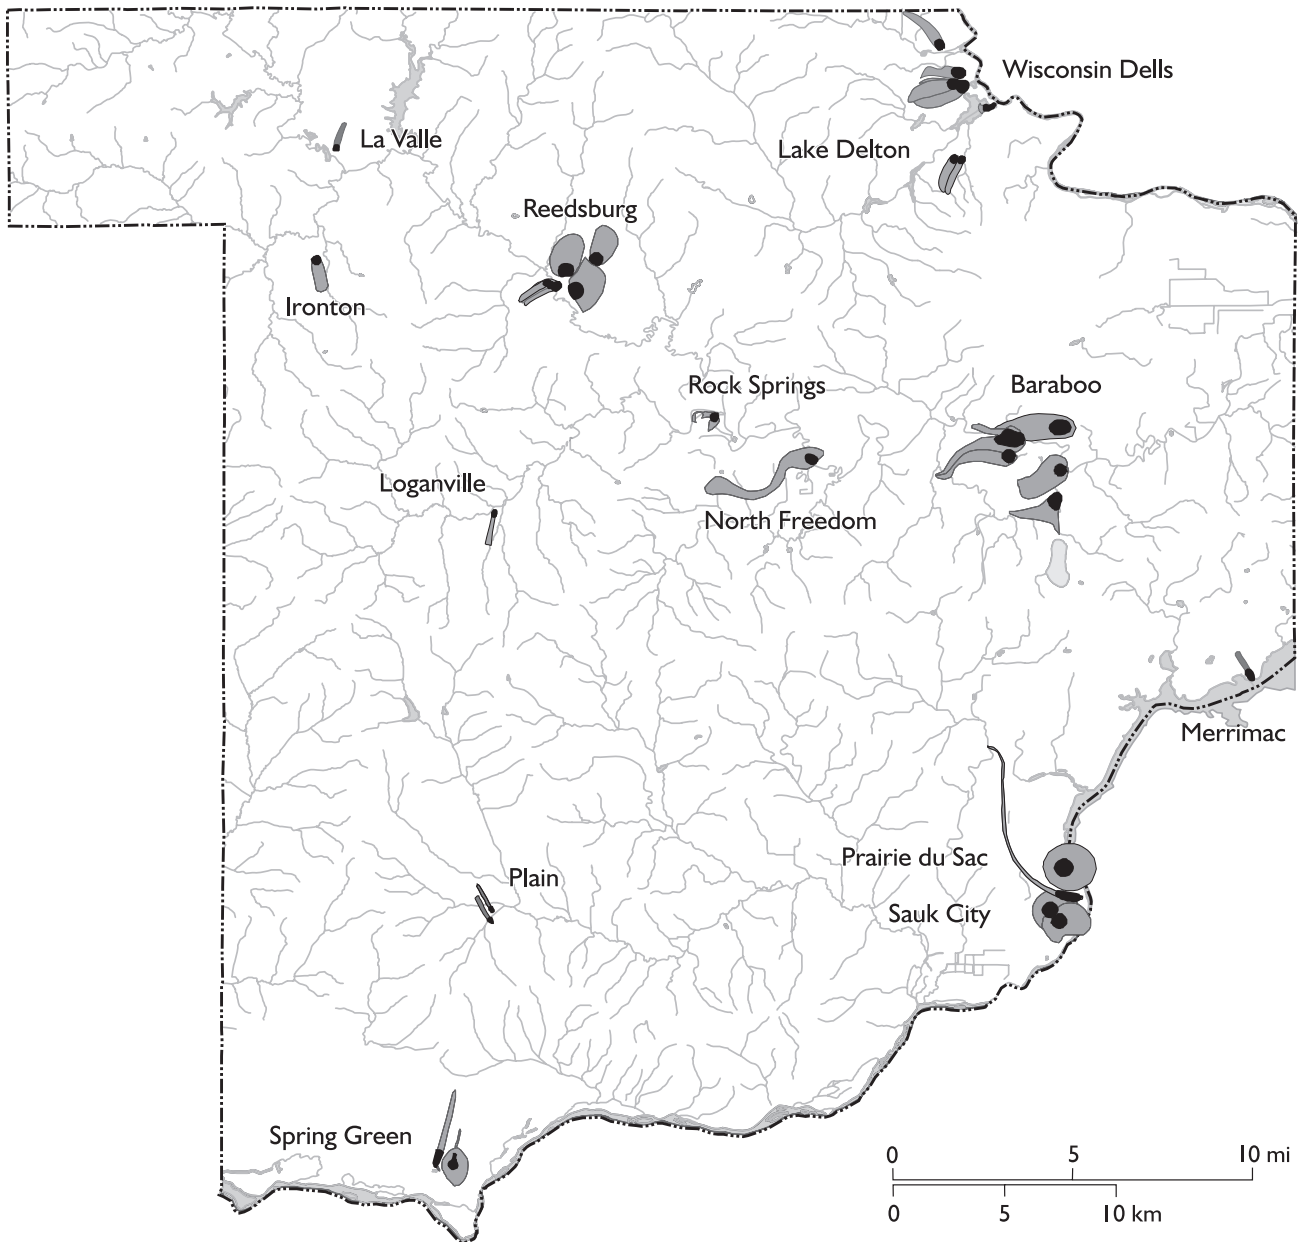 Wisconsin Dells
La Valle
Lake Delton
Reedsburg
Ironton
Rock Springs
Baraboo
Loganville
North Freedom
Merrimac
Prairie du Sac
Plain
Sauk City
Spring Green
0 5 10 mi
0 5 10 km